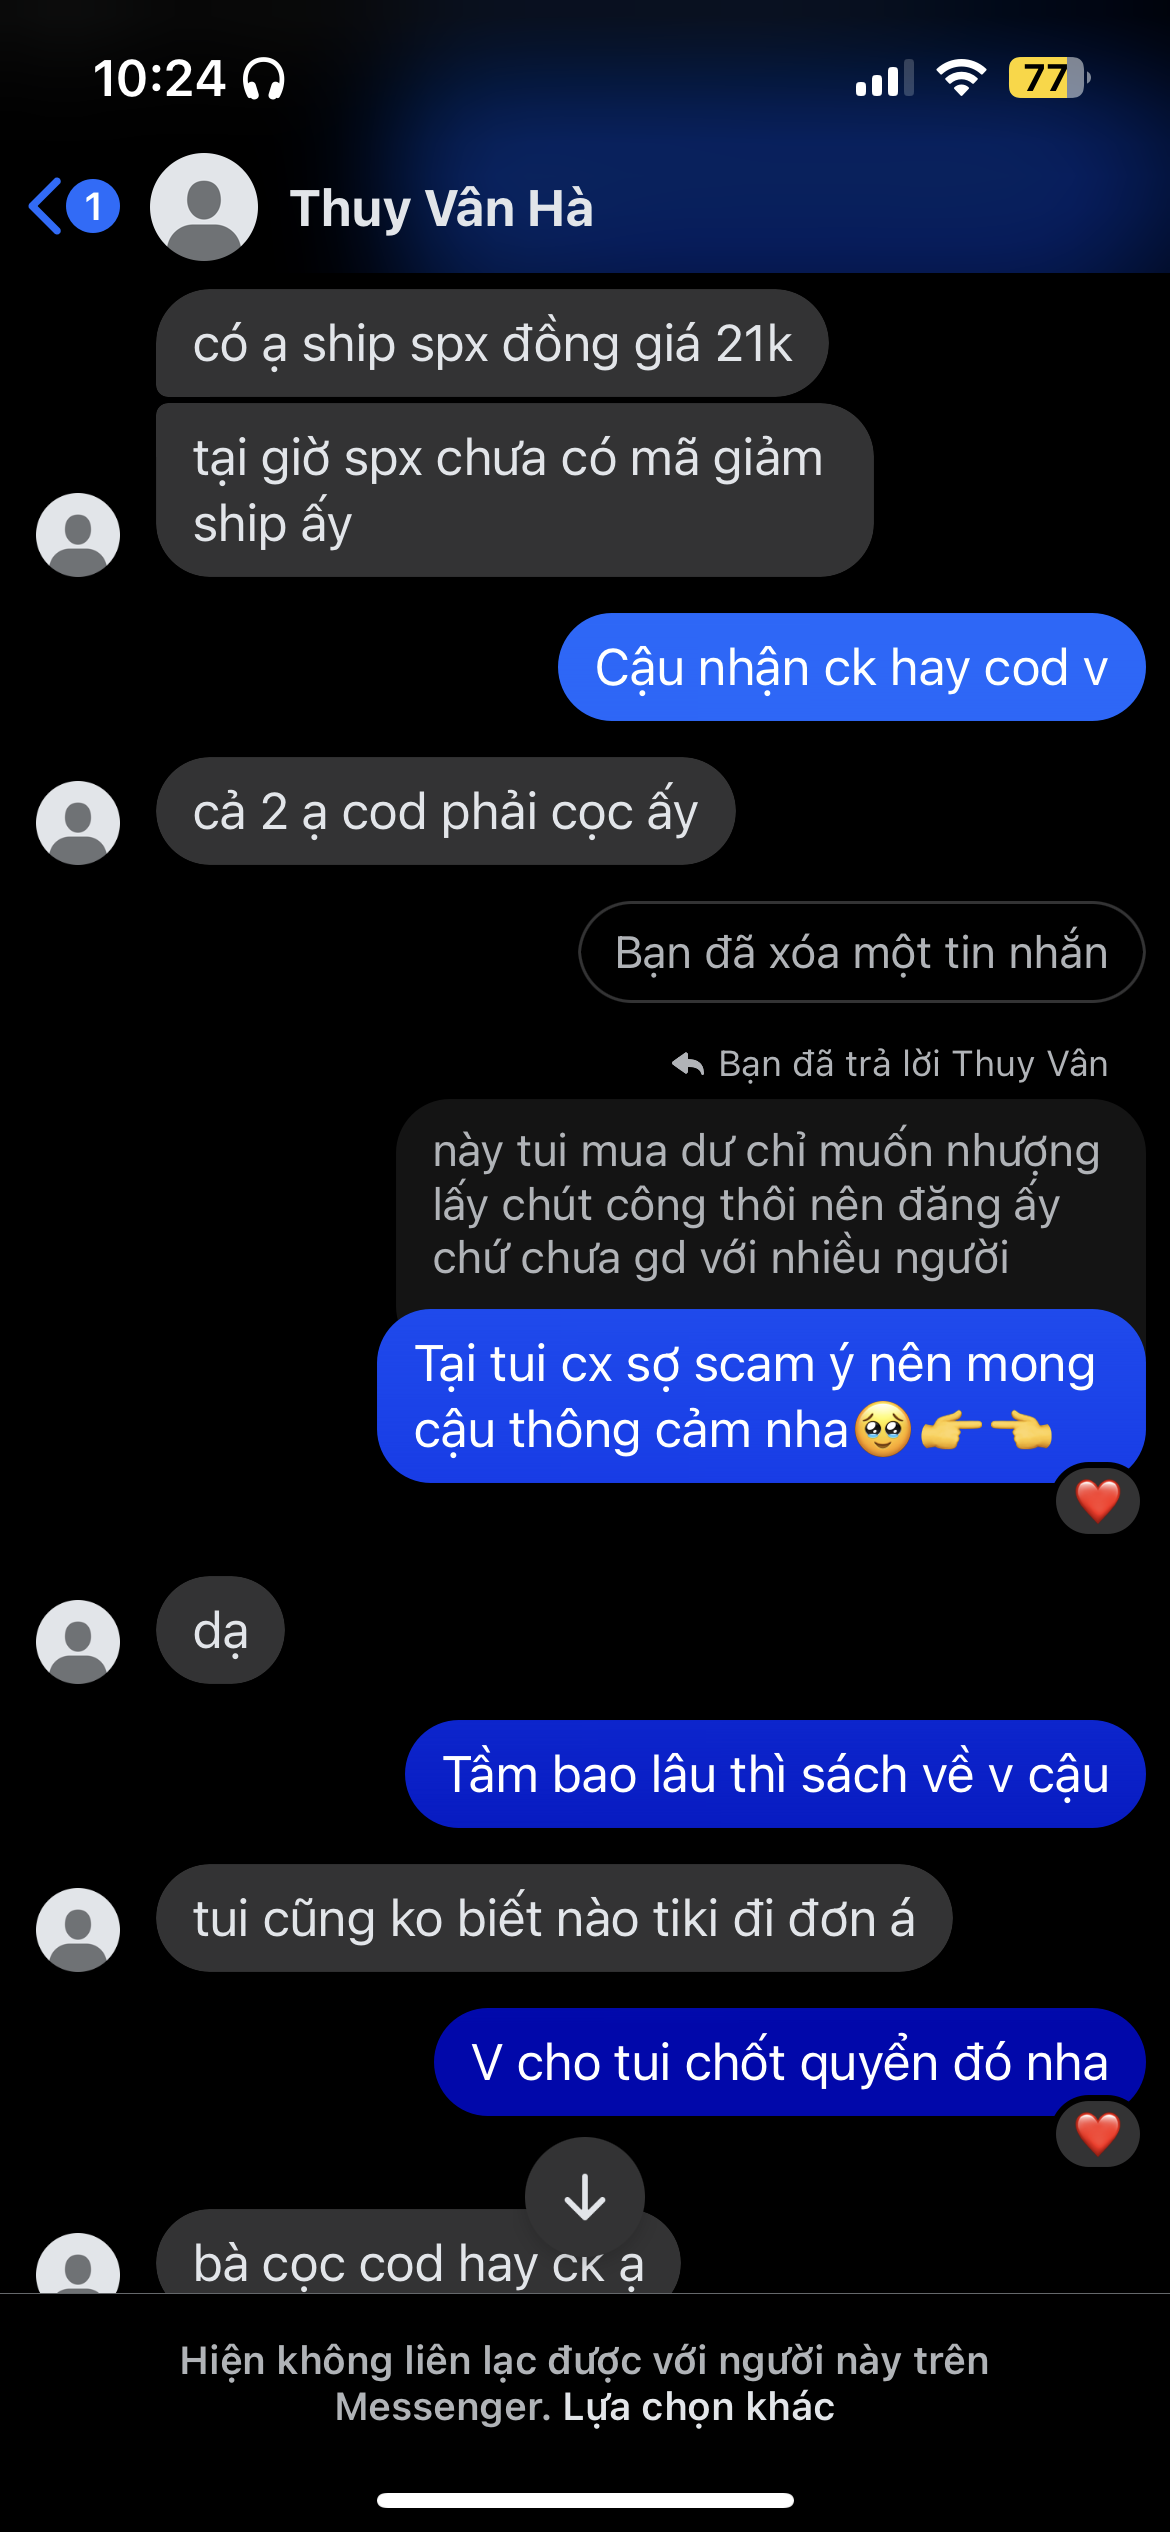 10:24
77
1
Thuy Vân Hà
có ạ ship spx đồng giá 21k
tại giờ spx chưa có mã giảm
ship ấy
Cậu nhận ck hay cod v
cả 2 ạ cod phải cọc ấy
Bạn đã xóa một tin nhắn
Bạn đã trả lời Thuy Vân
này tui mua dư chỉ muốn nhượng
lấy chút công thôi nên đăng ấy
chứ chưa gd với nhiều người
Tại tui cx sợ scam ý nên mong
cậu thông cảm nha🥹👉👈
❤️
dạ
Tầm bao lâu thì sách về v cậu
tui cũng ko biết nào tiki đi đơn á
V cho tui chốt quyển đó nha
❤️
bà cọc cod hay ck ạ
Hiện không liên lạc được với người này trên
Messenger. Lựa chọn khác